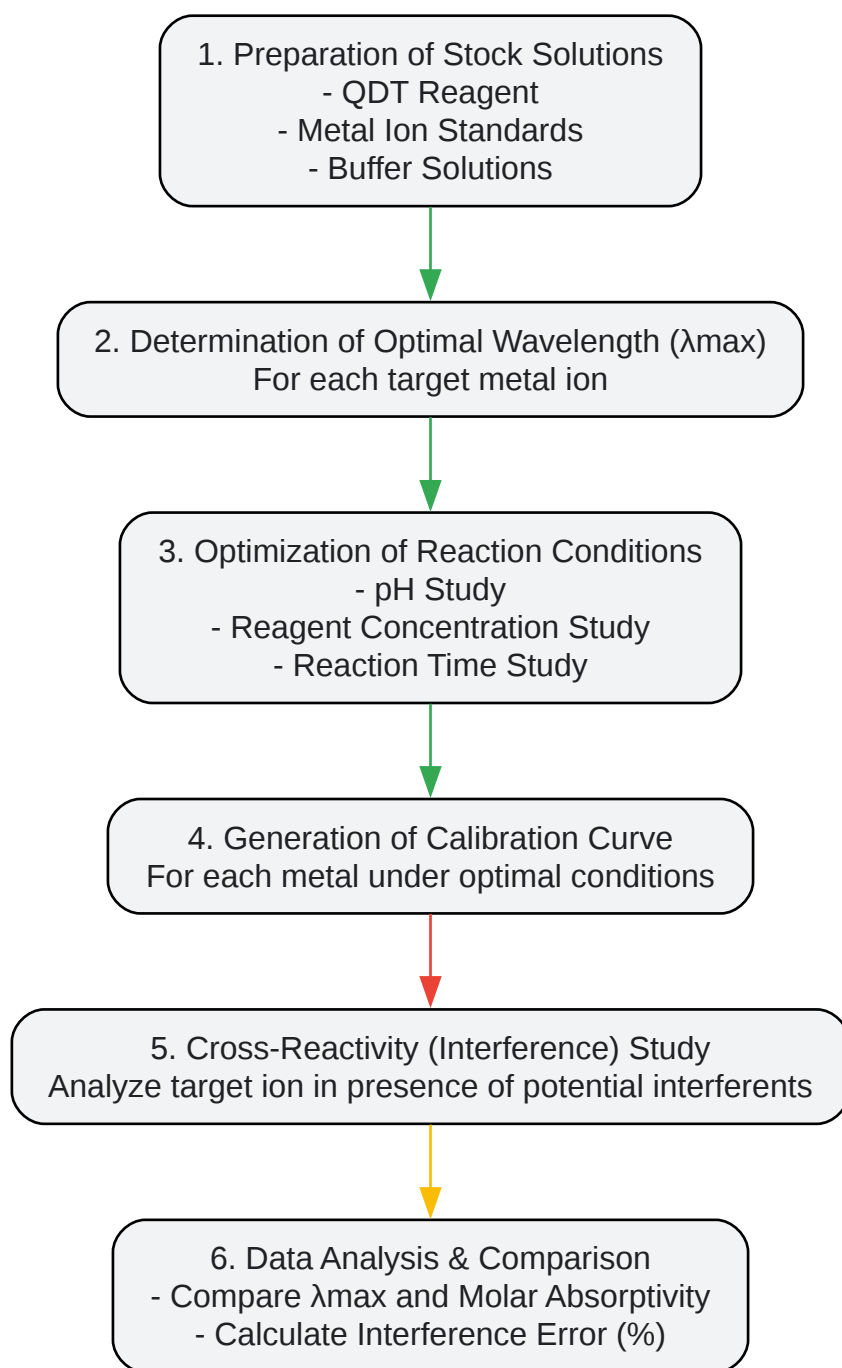 1. Preparation of Stock Solutions
- QDT Reagent
- Metal Ion Standards
- Buffer Solutions
2. Determination of Optimal Wavelength (λmax)
For each target metal ion
3. Optimization of Reaction Conditions
- pH Study
- Reagent Concentration Study
- Reaction Time Study
4. Generation of Calibration Curve
For each metal under optimal conditions
5. Cross-Reactivity (Interference) Study
Analyze target ion in presence of potential interferents
6. Data Analysis & Comparison
- Compare λmax and Molar Absorptivity
- Calculate Interference Error (%)